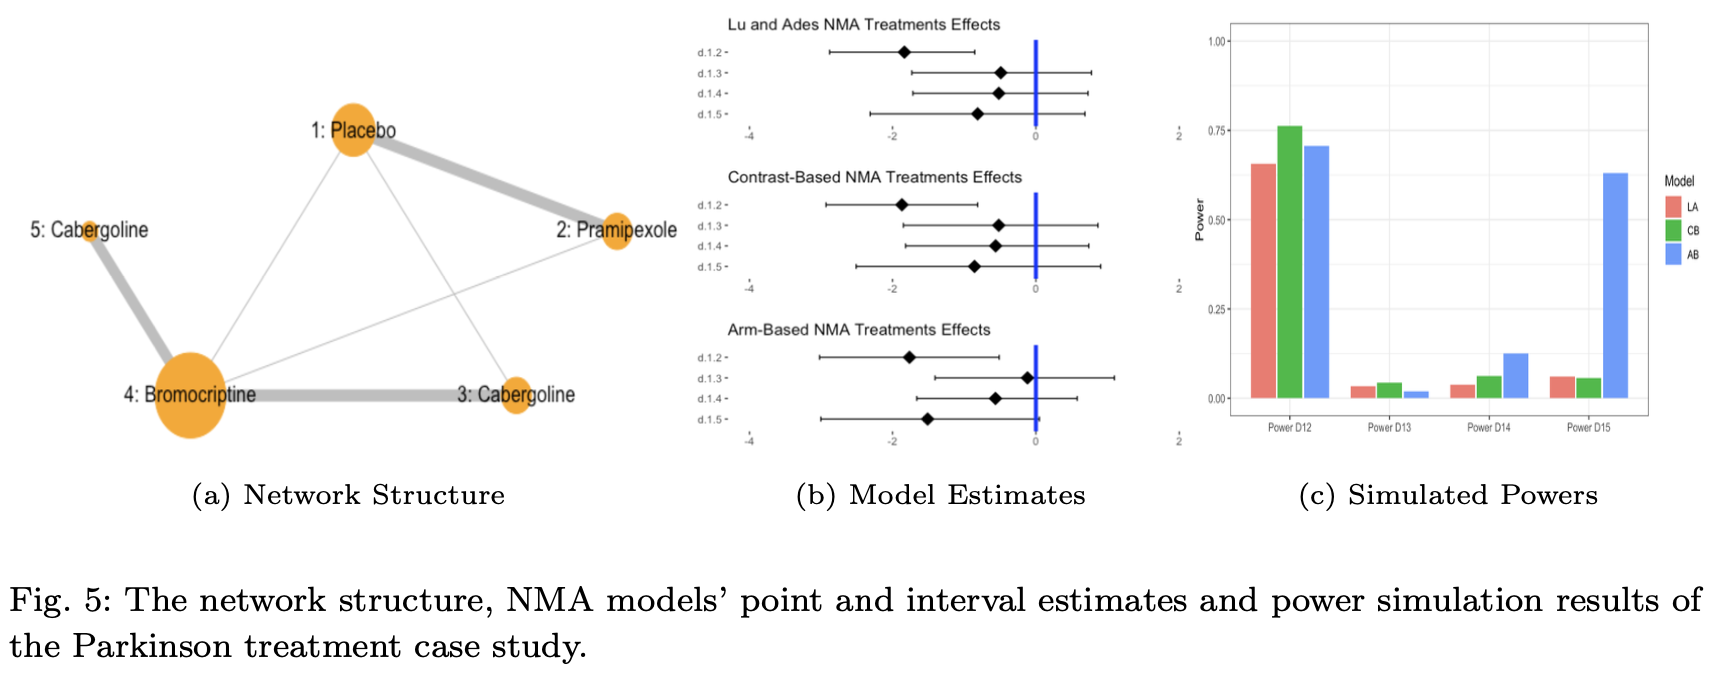 1: Placebo
5: Cabergoline
2: Pramipexole
4: Bromocriptine
3: Cabergoline
(a) Network Structure
Lu and Ades NMA Treatments Effects
d.1.2
d.1.3
d.1.4
d.1.5
-4 -2 0 2
Contrast-Based NMA Treatments Effects
d.1.2
d.1.3
d.1.4
d.1.5
-4 -2 0 2
Arm-Based NMA Treatments Effects
d.1.2
d.1.3
d.1.4
d.1.5
-4 -2 0 2
(b) Model Estimates
1.00
0.75
0.50
0.25
0.00
Power
Power D12 Power D13 Power D14 Power D15
Model
LA
CB
AB
(c) Simulated Powers
Fig. 5: The network structure, NMA models' point and interval estimates and power simulation results of
the Parkinson treatment case study.